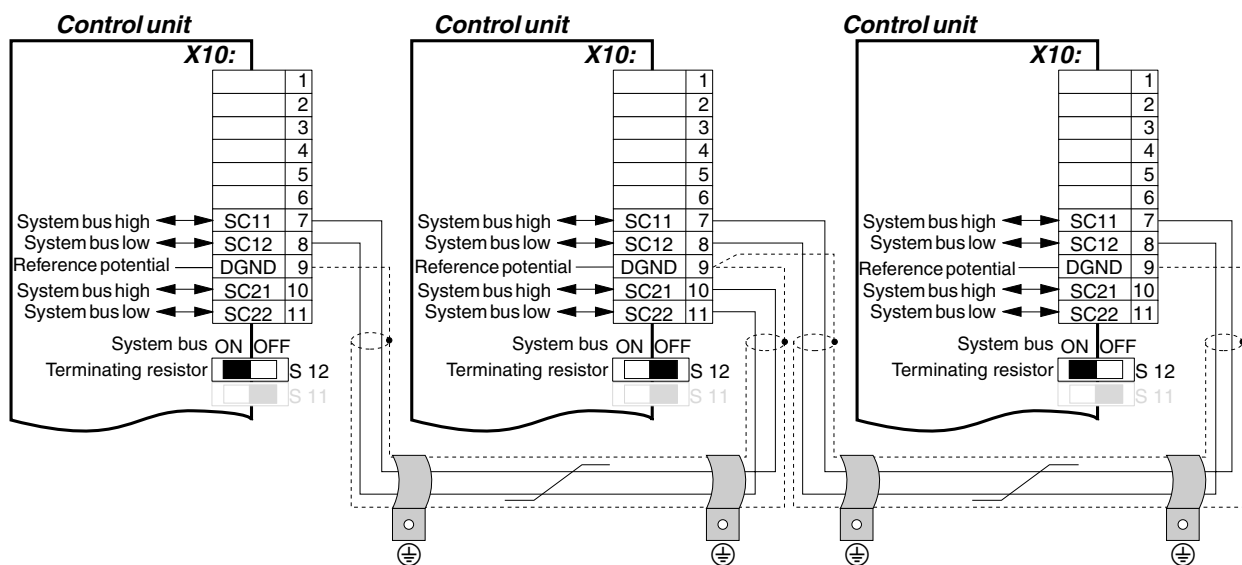 Control unit
X10:
1
2
3
4
5
6
System bus high SC11 7
System bus low SC12 8
Reference potential DGND 9
System bus high SC21 10
System bus low SC22 11
System bus ON OFF
Terminating resistor S 12
S 11
Control unit
X10:
1
2
3
4
5
6
System bus high SC11 7
System bus low SC12 8
Reference potential DGND 9
System bus high SC21 10
System bus low SC22 11
System bus ON OFF
Terminating resistor S 12
S 11
Control unit
X10:
1
2
3
4
5
6
System bus high SC11 7
System bus low SC12 8
Reference potential DGND 9
System bus high SC21 10
System bus low SC22 11
System bus ON OFF
Terminating resistor S 12
S 11